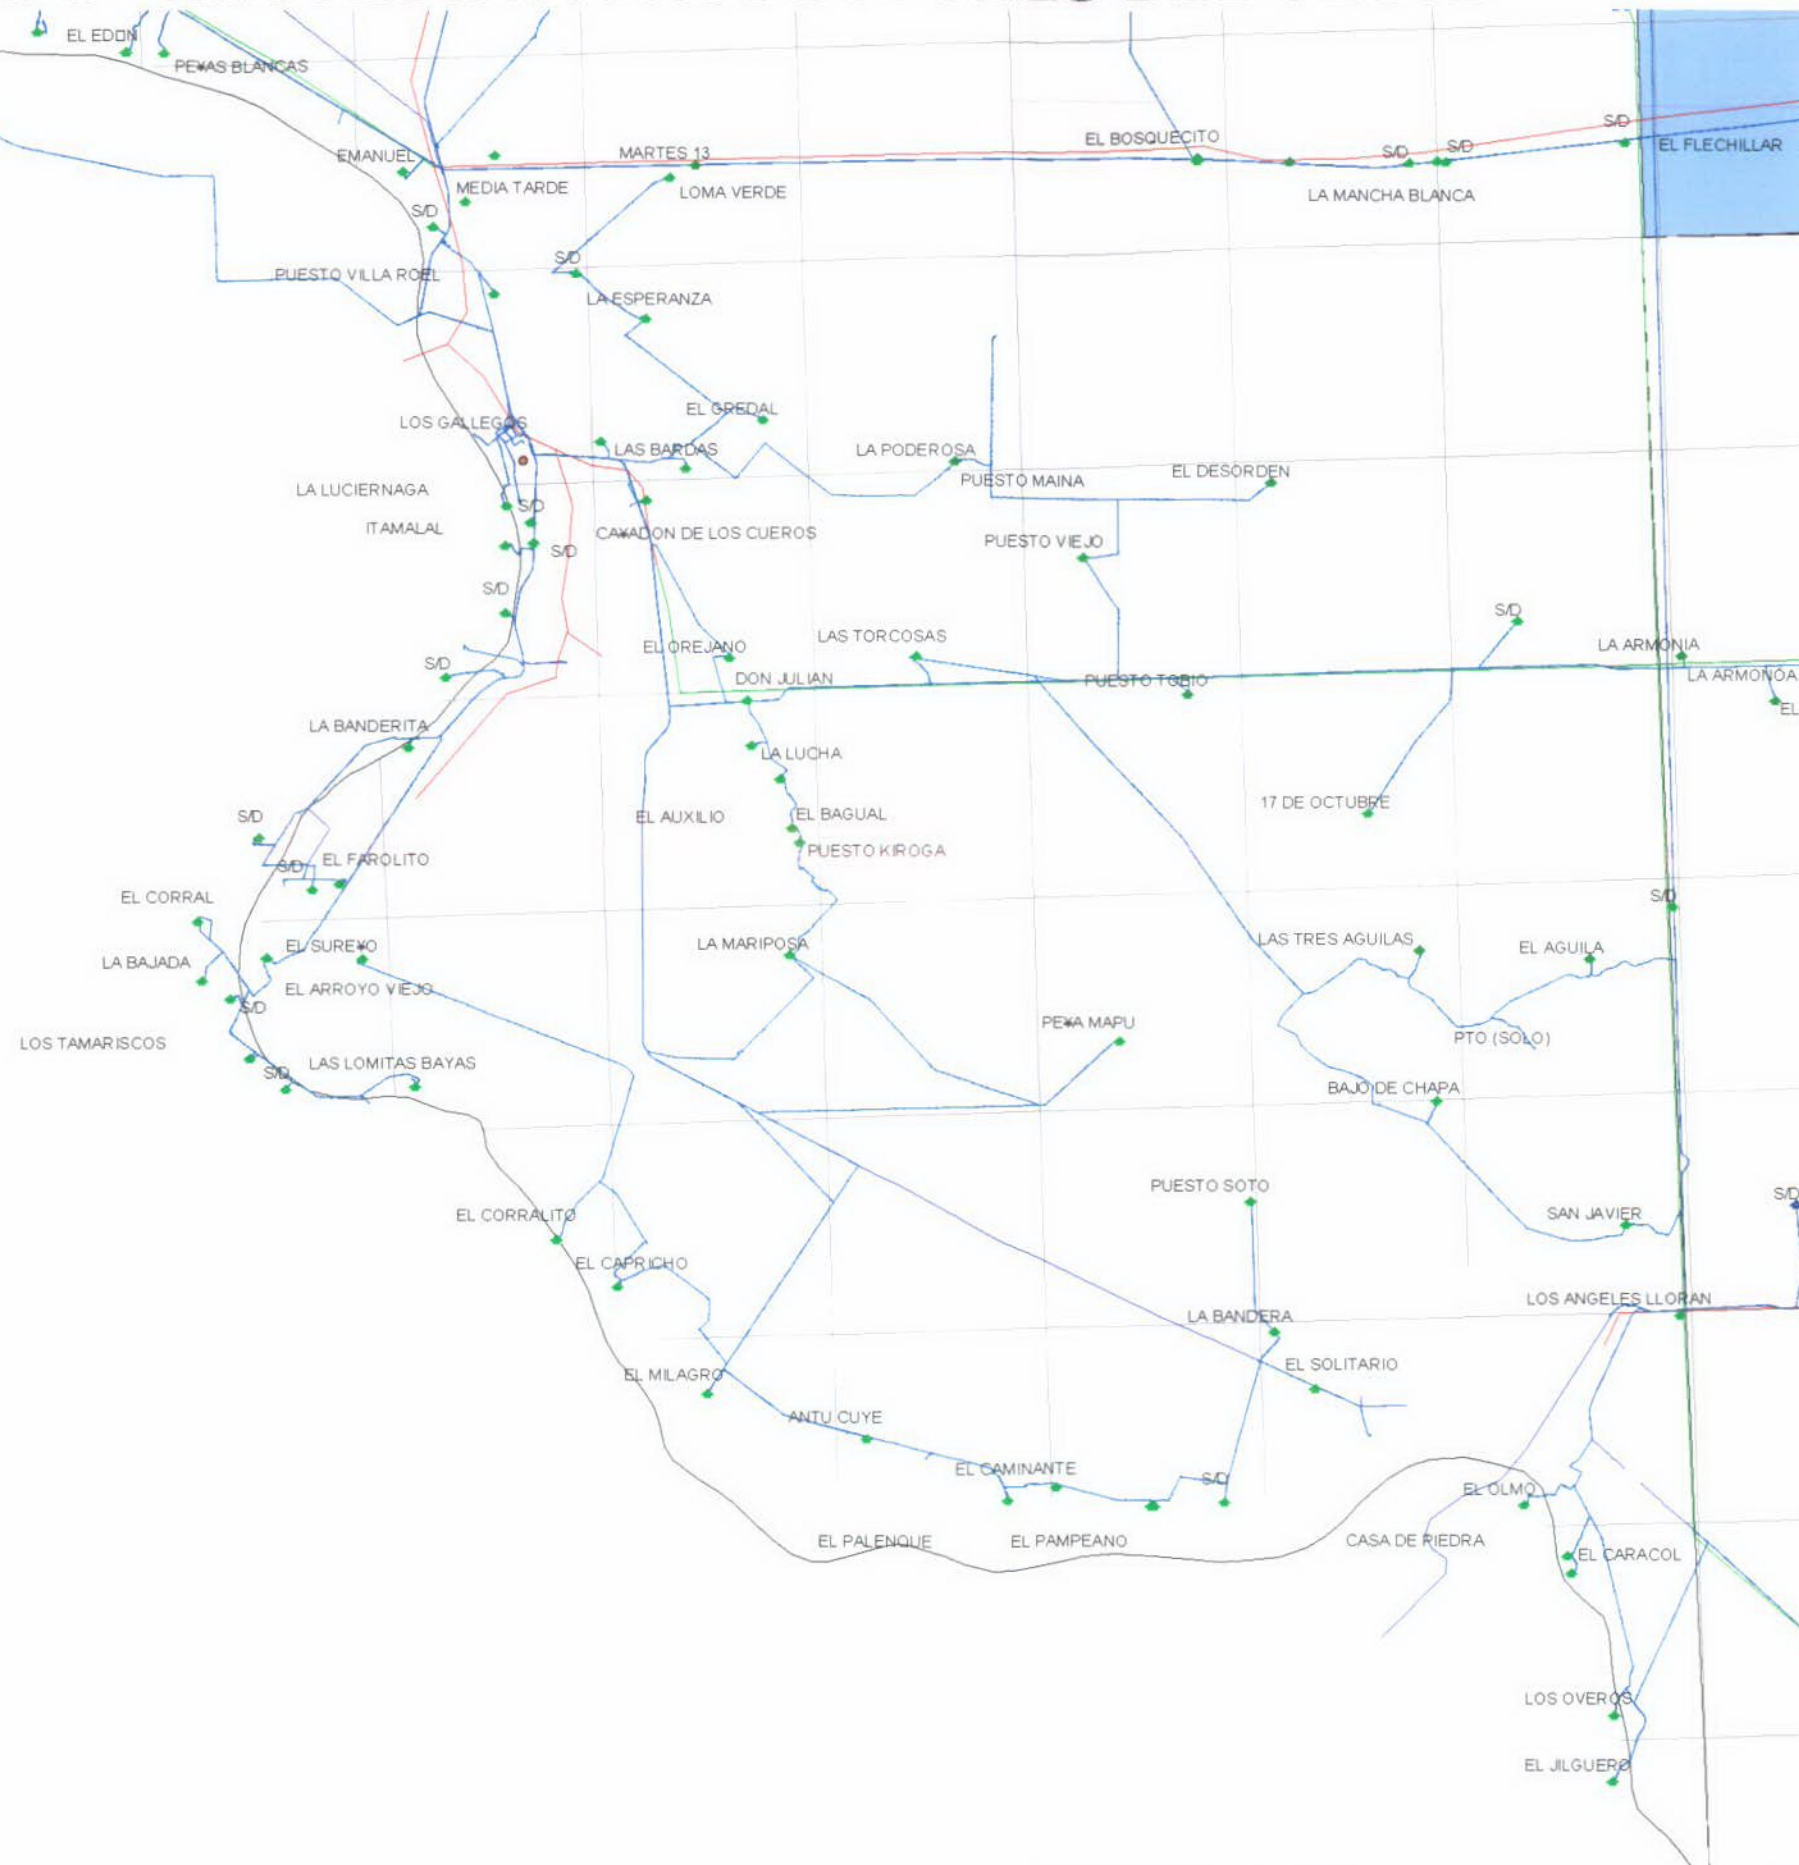 EL EDON
PE¥AS BLANCAS
S/D
EL BOSQUECITO
S/D
S/D
EL FLECHILLAR
EMANUEL
MARTES 13
MEDIA TARDE
LOMA VERDE
LA MANCHA BLANCA
S/D
S/D
PUESTO VILLA ROEL
LA ESPERANZA
EL GREDAL
LOS GALLEGOS
LAS BARDAS
LA PODEROSA
EL DESORDEN
PUESTO MAINA
LA LUCIERNAGA
S/D
ITAMALAL
CA¥ADON DE LOS CUEROS
PUESTO VIEJO
S/D
S/D
S/D
LAS TORCOSAS
EL OREJANO
LA ARMONIA
S/D
DON JULIAN
PUESTO TOBIO
LA ARMONOA
EL
LA BANDERITA
LA LUCHA
17 DE OCTUBRE
S/D
EL AUXILIO
EL BAGUAL
PUESTO KIROGA
S/D
EL FAROLITO
EL CORRAL
S/D
EL SURE¥O
LA MARIPOSA
LAS TRES AGUILAS
EL AGUILA
LA BAJADA
EL ARROYO VIEJO
S/D
PE¥A MAPU
LOS TAMARISCOS
PTO (SOLO)
S/D
LAS LOMITAS BAYAS
BAJO DE CHAPA
PUESTO SOTO
S/D
EL CORRALITO
SAN JAVIER
EL CAPRICHO
LOS ANGELES LLORAN
LA BANDERA
EL MILAGRO
EL SOLITARIO
ANTU CUYE
EL CAMINANTE
S/D
EL OLMO
EL PALENQUE
EL PAMPEANO
CASA DE PIEDRA
EL CARACOL
LOS OVEROS
EL JILGUERO